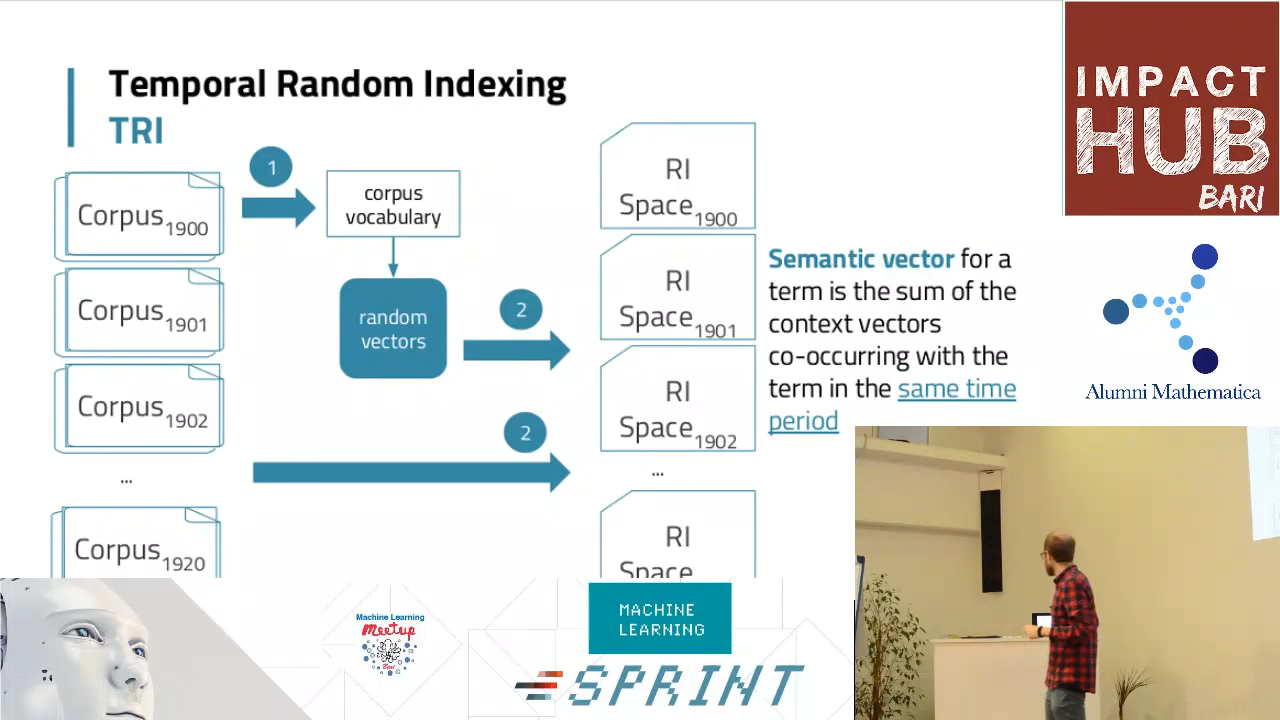 Temporal Random Indexing
TRI
Corpus1900
Corpus1901
Corpus1902
...
Corpus1920
1
corpus
vocabulary
random
vectors
2
2
RI
Space1900
RI
Space1901
RI
Space1902
...
RI
Space
Semantic vector for a
term is the sum of the
context vectors
co-occurring with the
term in the same time
period
IMPACT
HUB
BARI
Alumni Mathematica
Machine Learning
Meetup
Bari
MACHINE
LEARNING
SPRINT